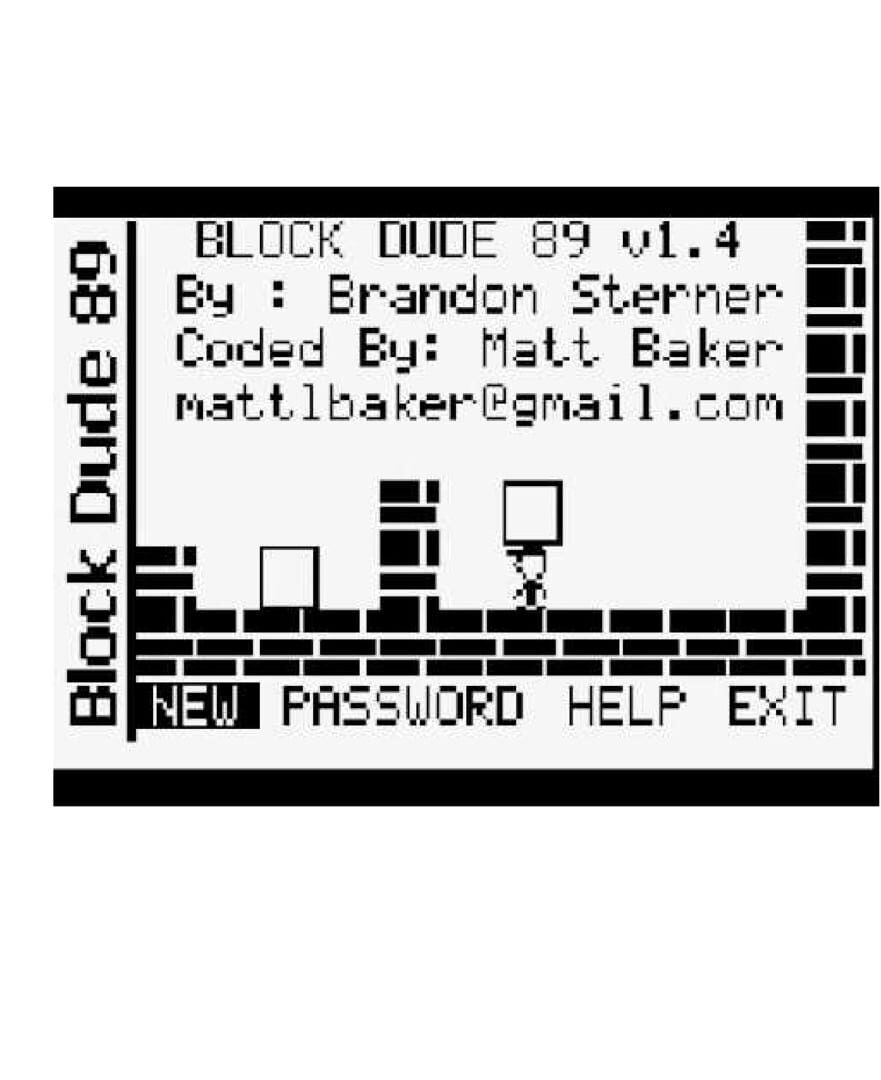 Block Dude 89
BLOCK DUDE 89 v1.4
By : Brandon Sterner
Coded By: Matt Baker
mattlbaker@gmail.com
NEW PASSWORD HELP EXIT